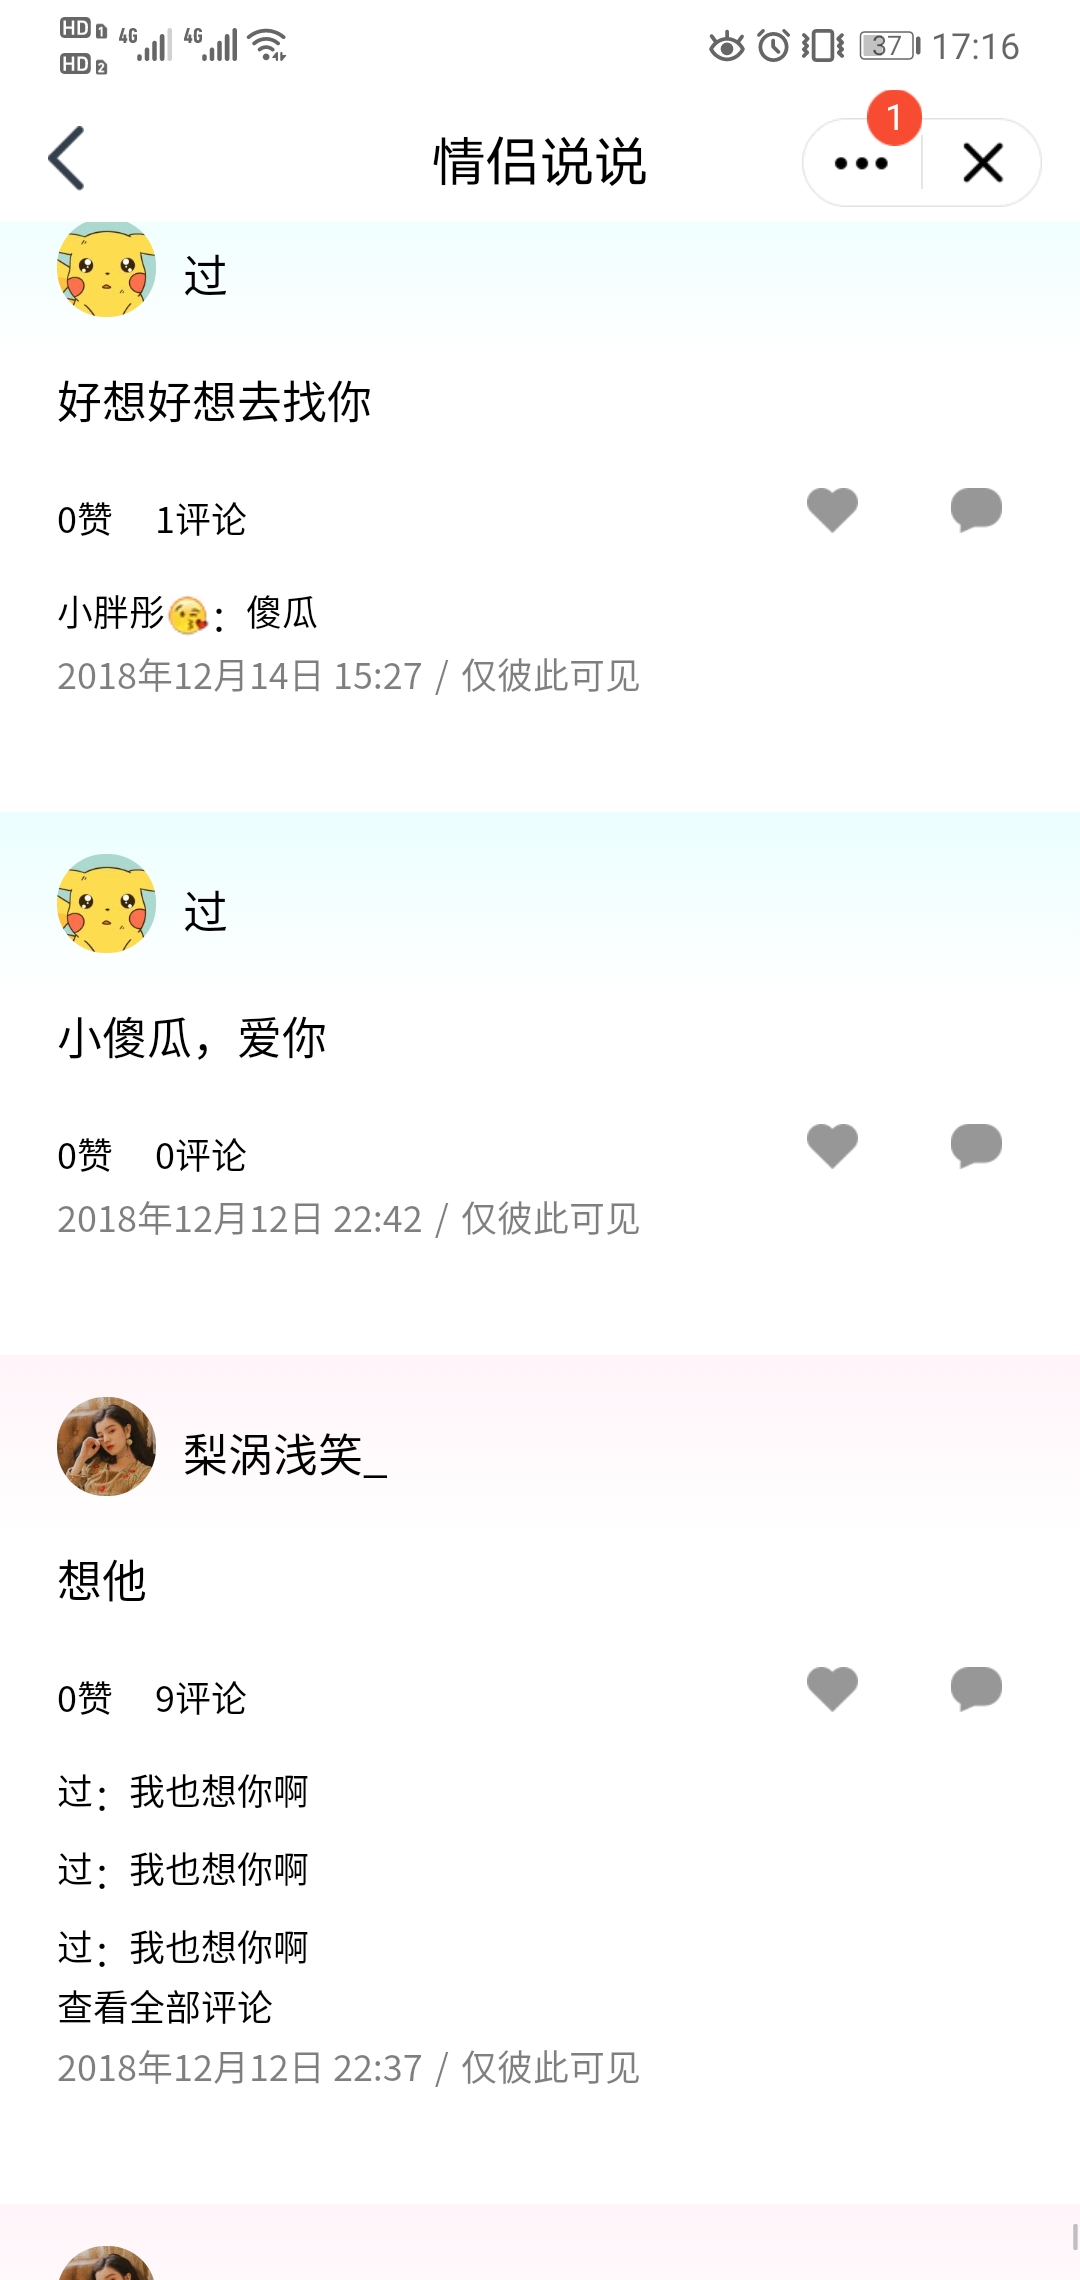 HD 1 4G 4G
HD 2
37 17:16
情侣说说
1
过
好想好想去找你
0赞 1评论
小胖彤😘：傻瓜
2018年12月14日 15:27 / 仅彼此可见
过
小傻瓜，爱你
0赞 0评论
2018年12月12日 22:42 / 仅彼此可见
梨涡浅笑_
想他
0赞 9评论
过：我也想你啊
过：我也想你啊
过：我也想你啊
查看全部评论
2018年12月12日 22:37 / 仅彼此可见